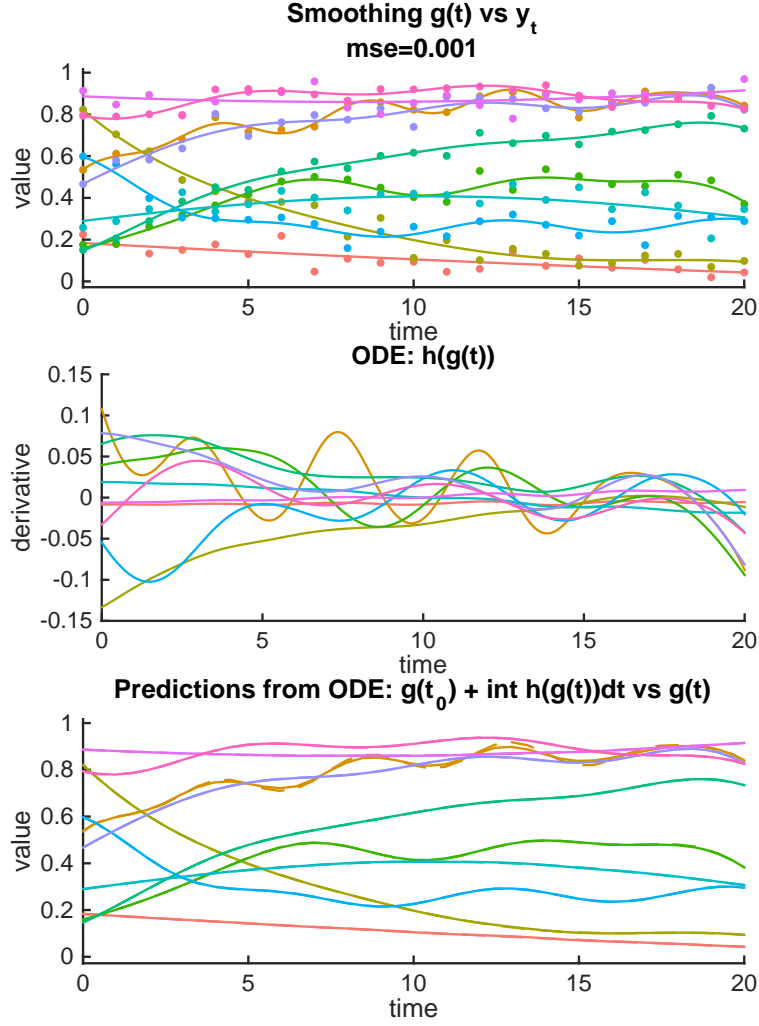 Smoothing g(t) vs y_t
mse=0.001
1
0.8
0.6
0.4
0.2
0
value
0 5 10 15 20
time
ODE: h(g(t))
0.15
0.1
0.05
0
-0.05
-0.1
-0.15
derivative
0 5 10 15 20
time
Predictions from ODE: g(t_0) + int h(g(t))dt vs g(t)
1
0.8
0.6
0.4
0.2
0
value
0 5 10 15 20
time